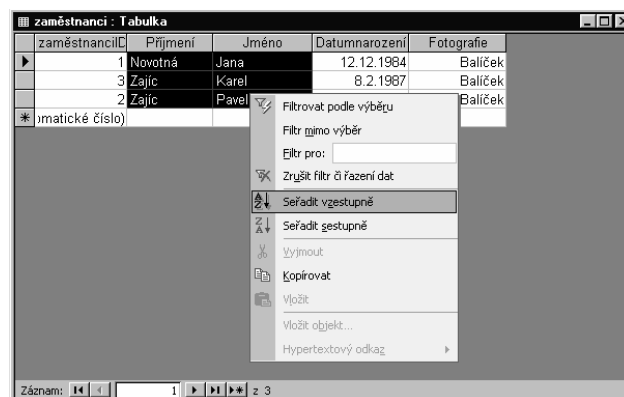 zaměstnanci : Tabulka
zaměstnanciID Příjmení Jméno Datumnarození Fotografie
1 Novotná Jana 12.12.1984 Balíček
3 Zajíc Karel 8.2.1987 Balíček
2 Zajíc Pavel Balíček
omatické číslo)
Filtrovat podle výběru
Filtr mimo výběr
Filtr pro:
Zrušit filtr či řazení dat
Seřadit vzestupně
Seřadit sestupně
Vyjmout
Kopírovat
Vložit
Vložit objekt...
Hypertextový odkaz
Záznam: 1 z 3